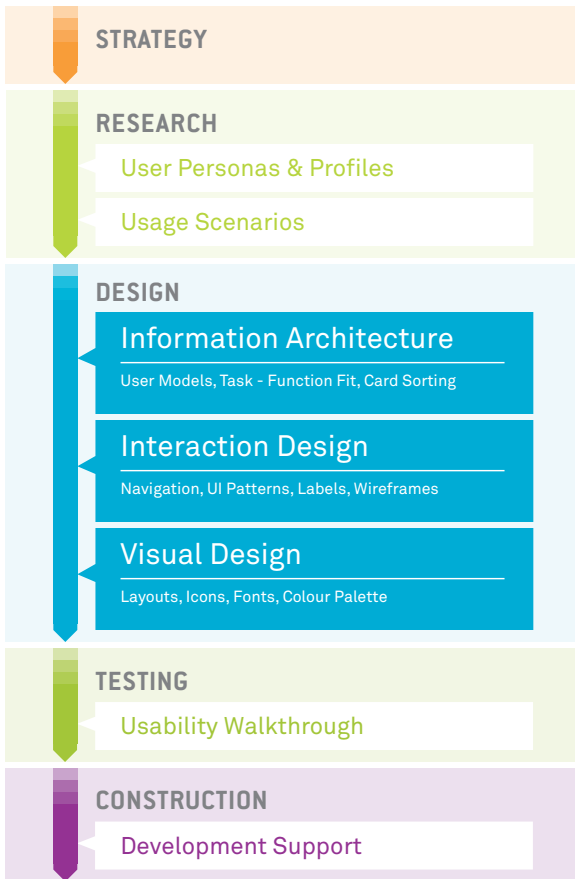 STRATEGY
RESEARCH
User Personas & Profiles
Usage Scenarios
DESIGN
Information Architecture
User Models, Task - Function Fit, Card Sorting
Interaction Design
Navigation, UI Patterns, Labels, Wireframes
Visual Design
Layouts, Icons, Fonts, Colour Palette
TESTING
Usability Walkthrough
CONSTRUCTION
Development Support